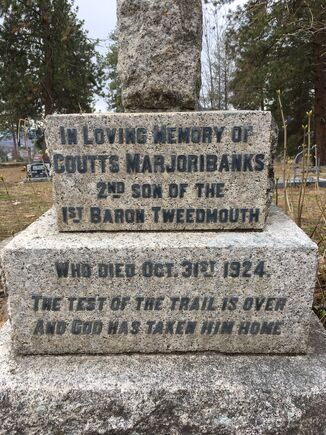 IN LOVING MEMORY OF
COUTTS MARJORIBANKS
2ND SON OF THE
1ST BARON TWEEDMOUTH
WHO DIED OCT. 31ST 1924.
THE TEST OF THE TRAIL IS OVER
AND GOD HAS TAKEN HIM HOME